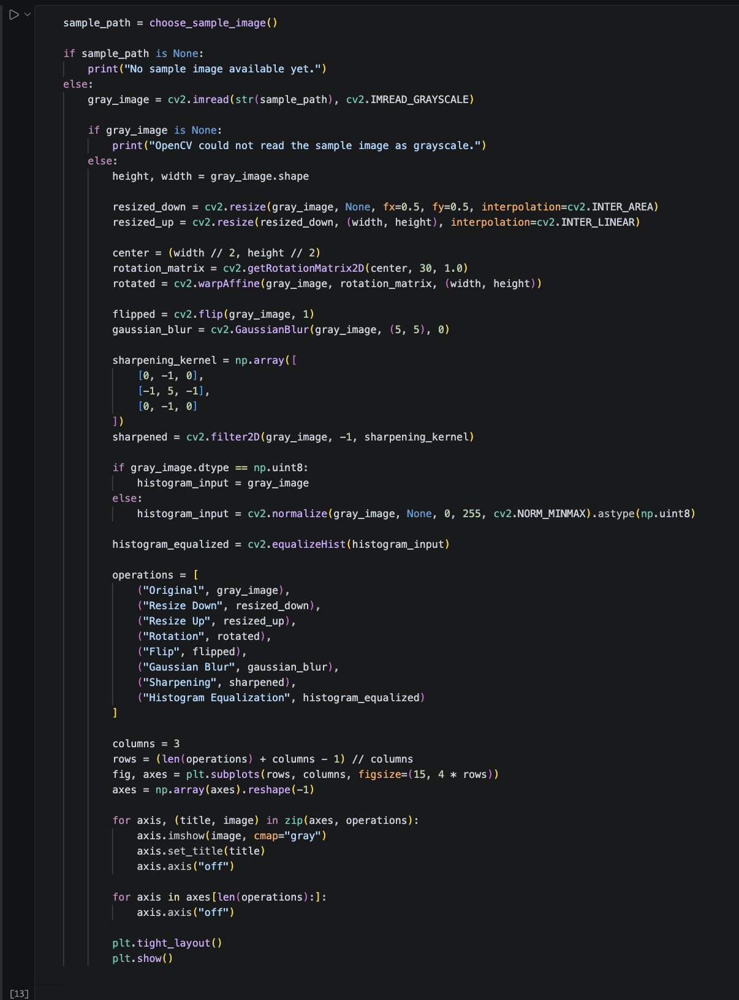 sample_path = choose_sample_image()

if sample_path is None:
    print("No sample image available yet.")
else:
    gray_image = cv2.imread(str(sample_path), cv2.IMREAD_GRAYSCALE)

    if gray_image is None:
        print("OpenCV could not read the sample image as grayscale.")
    else:
        height, width = gray_image.shape

        resized_down = cv2.resize(gray_image, None, fx=0.5, fy=0.5, interpolation=cv2.INTER_AREA)
        resized_up = cv2.resize(resized_down, (width, height), interpolation=cv2.INTER_LINEAR)

        center = (width // 2, height // 2)
        rotation_matrix = cv2.getRotationMatrix2D(center, 30, 1.0)
        rotated = cv2.warpAffine(gray_image, rotation_matrix, (width, height))

        flipped = cv2.flip(gray_image, 1)
        gaussian_blur = cv2.GaussianBlur(gray_image, (5, 5), 0)

        sharpening_kernel = np.array([
            [0, -1, 0],
            [-1, 5, -1],
            [0, -1, 0]
        ])
        sharpened = cv2.filter2D(gray_image, -1, sharpening_kernel)

        if gray_image.dtype == np.uint8:
            histogram_input = gray_image
        else:
            histogram_input = cv2.normalize(gray_image, None, 0, 255, cv2.NORM_MINMAX).astype(np.uint8)

        histogram_equalized = cv2.equalizeHist(histogram_input)

        operations = [
            ("Original", gray_image),
            ("Resize Down", resized_down),
            ("Resize Up", resized_up),
            ("Rotation", rotated),
            ("Flip", flipped),
            ("Gaussian Blur", gaussian_blur),
            ("Sharpening", sharpened),
            ("Histogram Equalization", histogram_equalized)
        ]

        columns = 3
        rows = (len(operations) + columns - 1) // columns
        fig, axes = plt.subplots(rows, columns, figsize=(15, 4 * rows))
        axes = np.array(axes).reshape(-1)

        for axis, (title, image) in zip(axes, operations):
            axis.imshow(image, cmap="gray")
            axis.set_title(title)
            axis.axis("off")

        for axis in axes[len(operations):]:
            axis.axis("off")

        plt.tight_layout()
        plt.show()

[13]